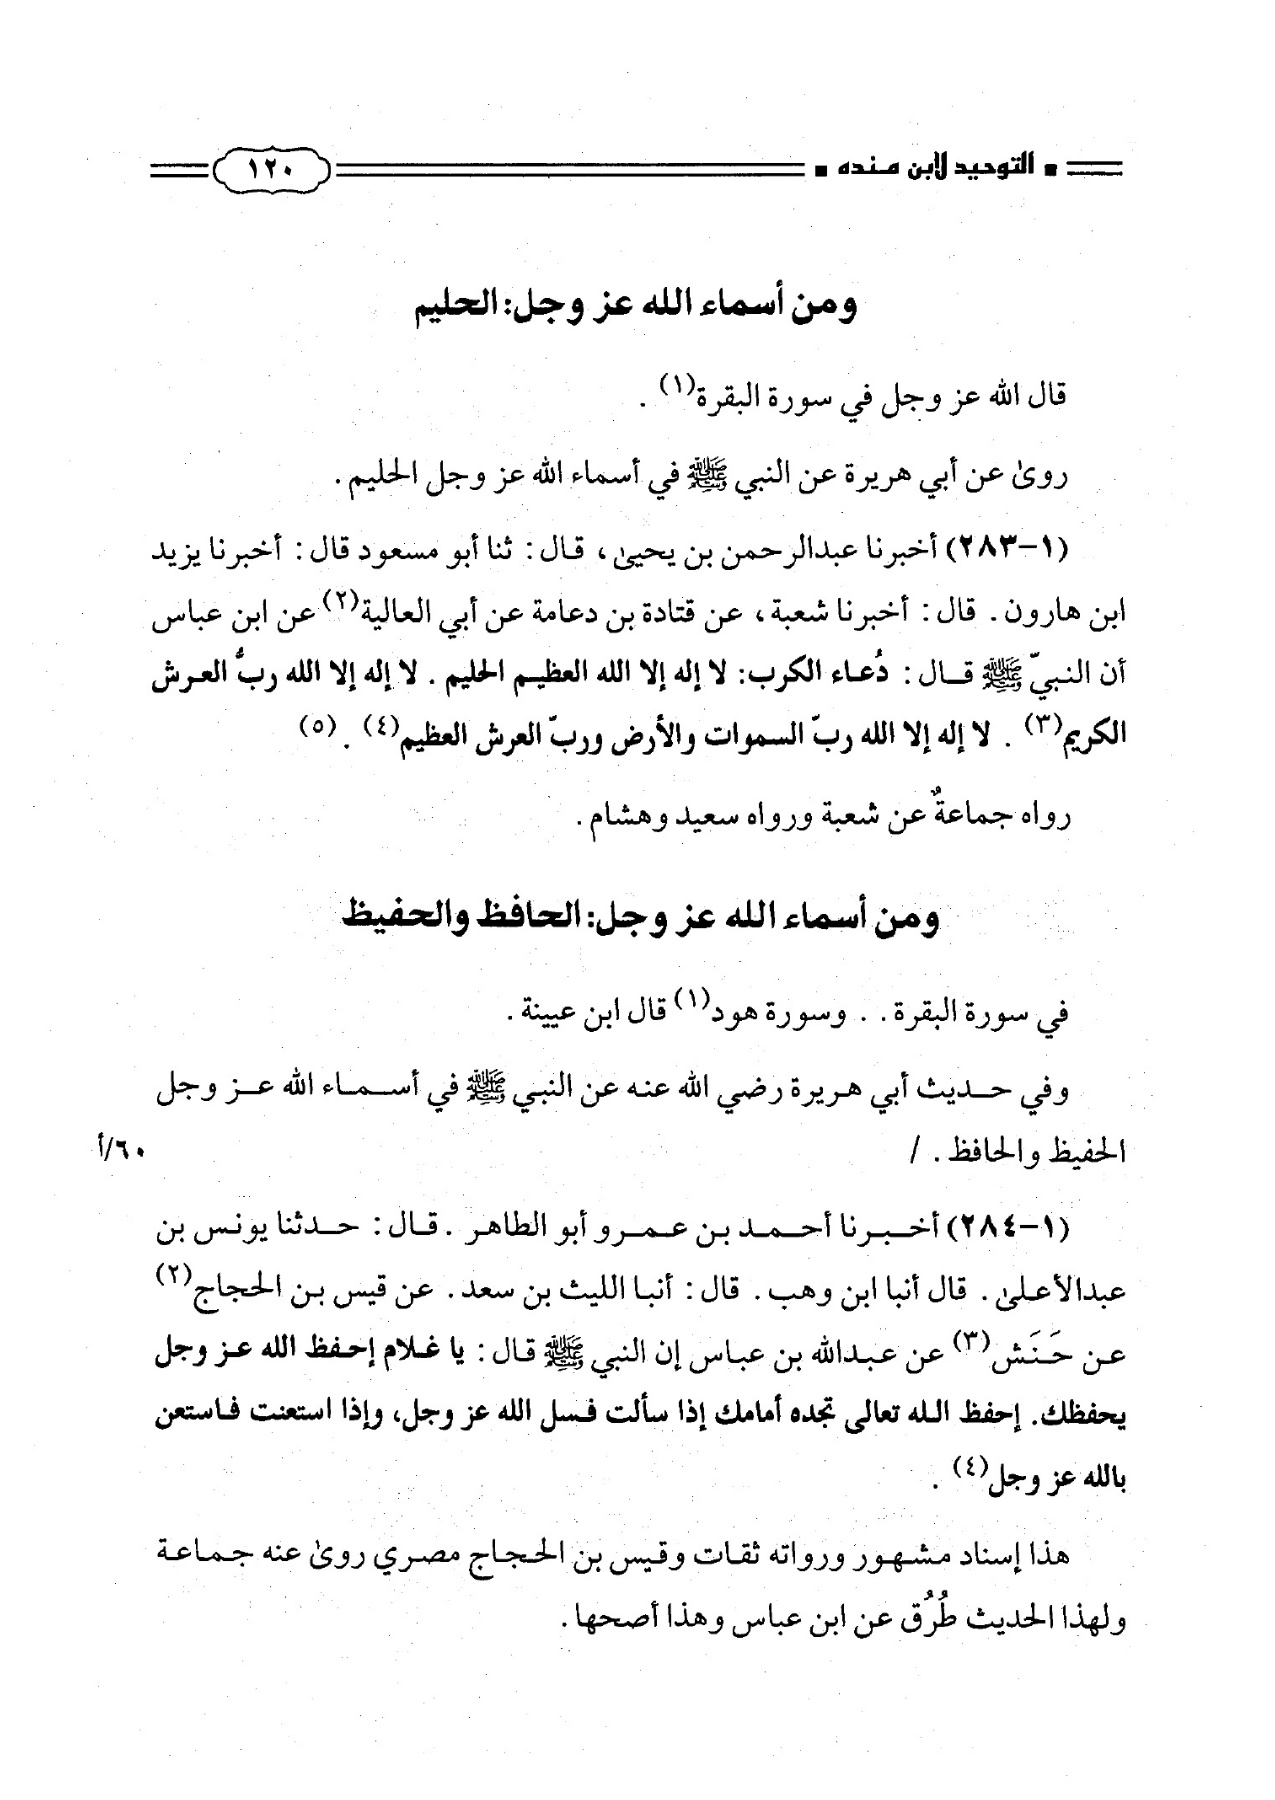 ▪ التوحيد لابن منده ▪ ١٢٠
ومن أسماء الله عز وجل: الحليم
قال الله عز وجل في سورة البقرة(١) .
روىٰ عن أبي هريرة عن النبي ﷺ في أسماء الله عز وجل الحليم.
(١-٢٨٣) أخبرنا عبدالرحمن بن يحيىٰ، قال: ثنا أبو مسعود قال: أخبرنا يزيد
ابن هارون. قال: أخبرنا شعبة، عن قتادة بن دعامة عن أبي العالية(٢) عن ابن عباس
أن النبيّ ﷺ قال: دُعاء الكرب: لا إله إلا الله العظيم الحليم. لا إله إلا الله ربُّ العرش
الكريم(٣) . لا إله إلا الله ربّ السموات والأرض وربّ العرش العظيم(٤) . (٥)
رواه جماعةٌ عن شعبة ورواه سعيد وهشام.
ومن أسماء الله عز وجل: الحافظ والحفيظ
في سورة البقرة. . وسورة هود(١) قال ابن عيينة.
وفي حديث أبي هريرة رضي الله عنه عن النبي ﷺ في أسماء الله عز وجل
الحفيظ والحافظ. / ٦٠/أ
(١-٢٨٤) أخبرنا أحمد بن عمرو أبو الطاهر .قال: حدثنا يونس بن
عبدالأعلىٰ. قال أنبا ابن وهب. قال: أنبا الليث بن سعد. عن قيس بن الحجاج(٢)
عن حَنَش(٣) عن عبدالله بن عباس إن النبي ﷺ قال: يا غلام إحفظ الله عز وجل
يحفظك. إحفظ الله تعالى تجده أمامك إذا سألت فسل الله عز وجل، وإذا استعنت فاستعن
بالله عز وجل(٤) .
هذا إسناد مشهور ورواته ثقات وقيس بن الحجاج مصري روىٰ عنه جماعة
ولهذا الحديث طُرُق عن ابن عباس وهذا أصحها.